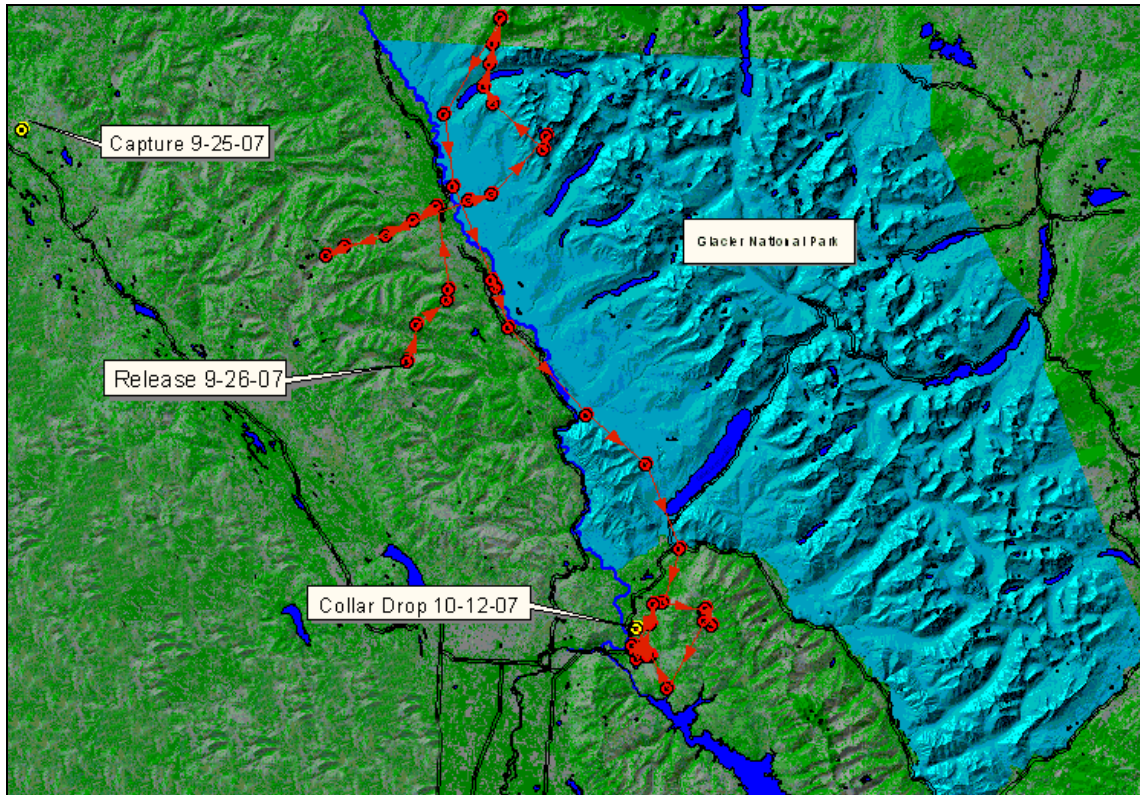 Capture 9-25-07
Glacier National Park
Release 9-26-07
Collar Drop 10-12-07